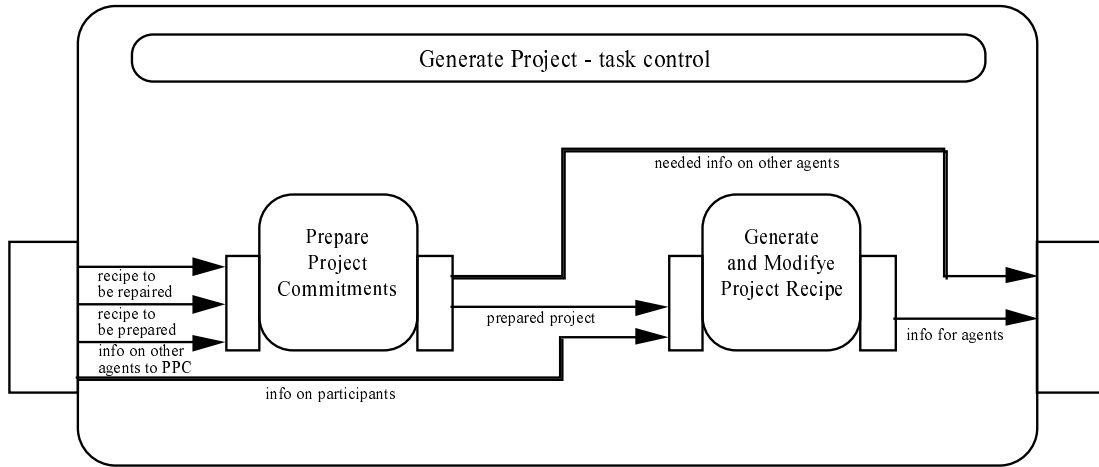 Generate Project - task control
needed info on other agents
Prepare
Project
Commitments
Generate
and Modifye
Project Recipe
recipe to
be repaired
recipe to
be prepared
info on other
agents to PPC
prepared project
info for agents
info on participants